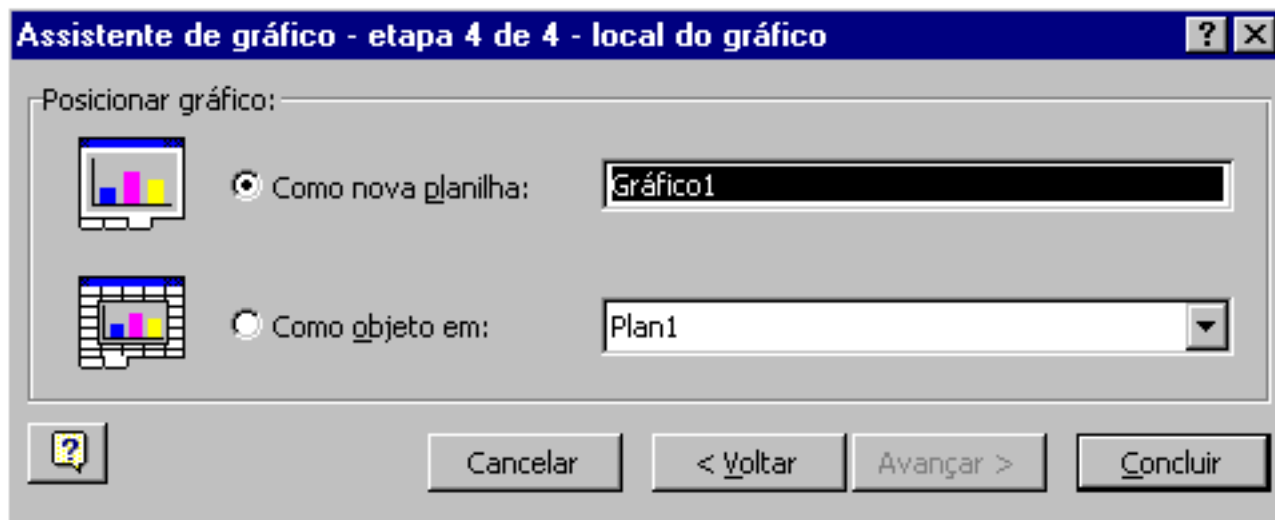 Assistente de gráfico - etapa 4 de 4 - local do gráfico
Posicionar gráfico:
Como nova planilha: Gráfico1
Como objeto em: Plan1
Cancelar < Voltar Avançar > Concluir